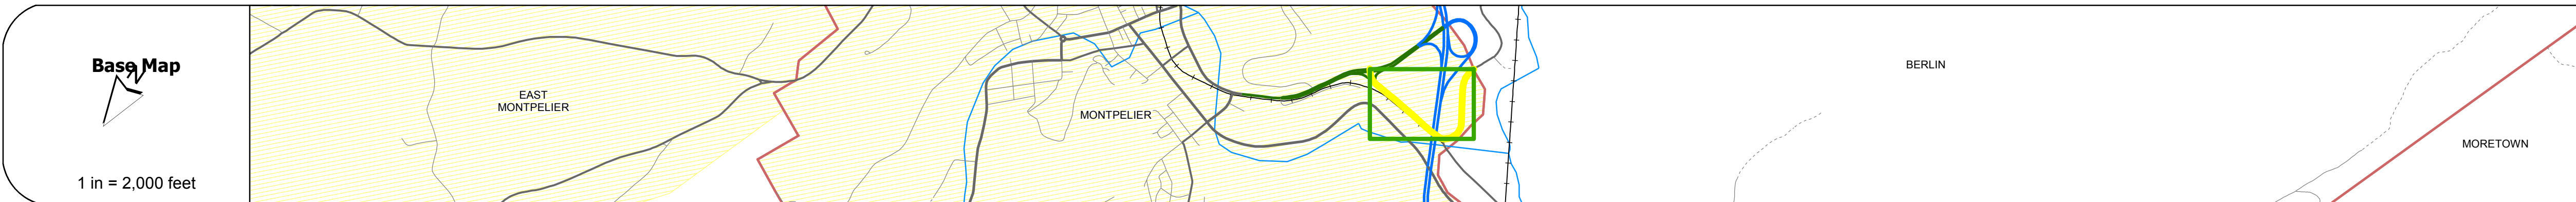 Base Map
N
1 in = 2,000 feet
EAST
MONTPELIER
MONTPELIER
BERLIN
MORETOWN